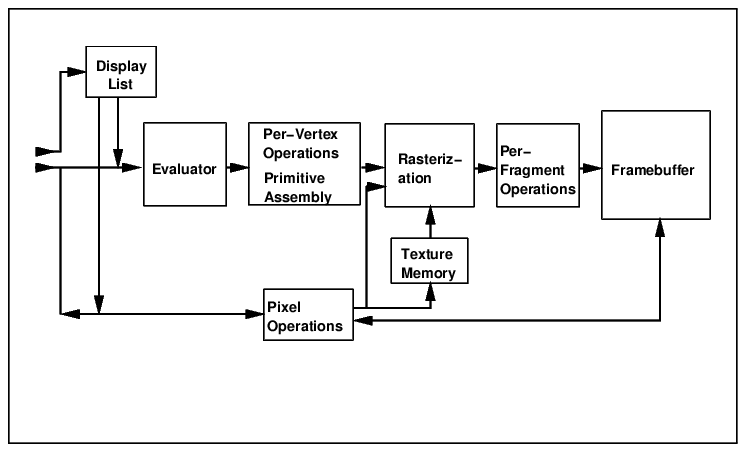 Display
List
Evaluator
Per-Vertex
Operations
Primitive
Assembly
Rasteriz-
ation
Per-
Fragment
Operations
Framebuffer
Texture
Memory
Pixel
Operations